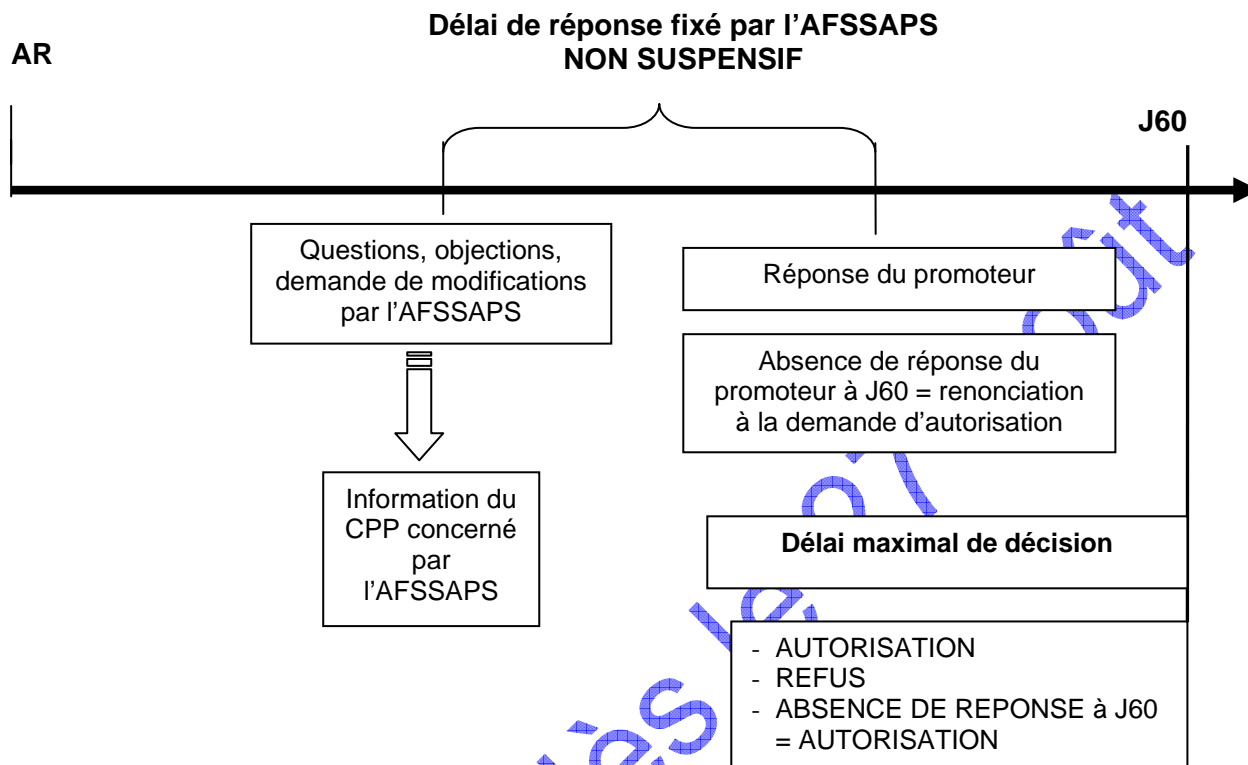 Délai de réponse fixé par l'AFSSAPS
NON SUSPENSIF
AR
J60
Questions, objections,
demande de modifications
par l'AFSSAPS
Réponse du promoteur
Absence de réponse du
promoteur à J60 = renonciation
à la demande d'autorisation
Information du
CPP concerné
par
l'AFSSAPS
Délai maximal de décision
- AUTORISATION
- REFUS
- ABSENCE DE REPONSE à J60
= AUTORISATION